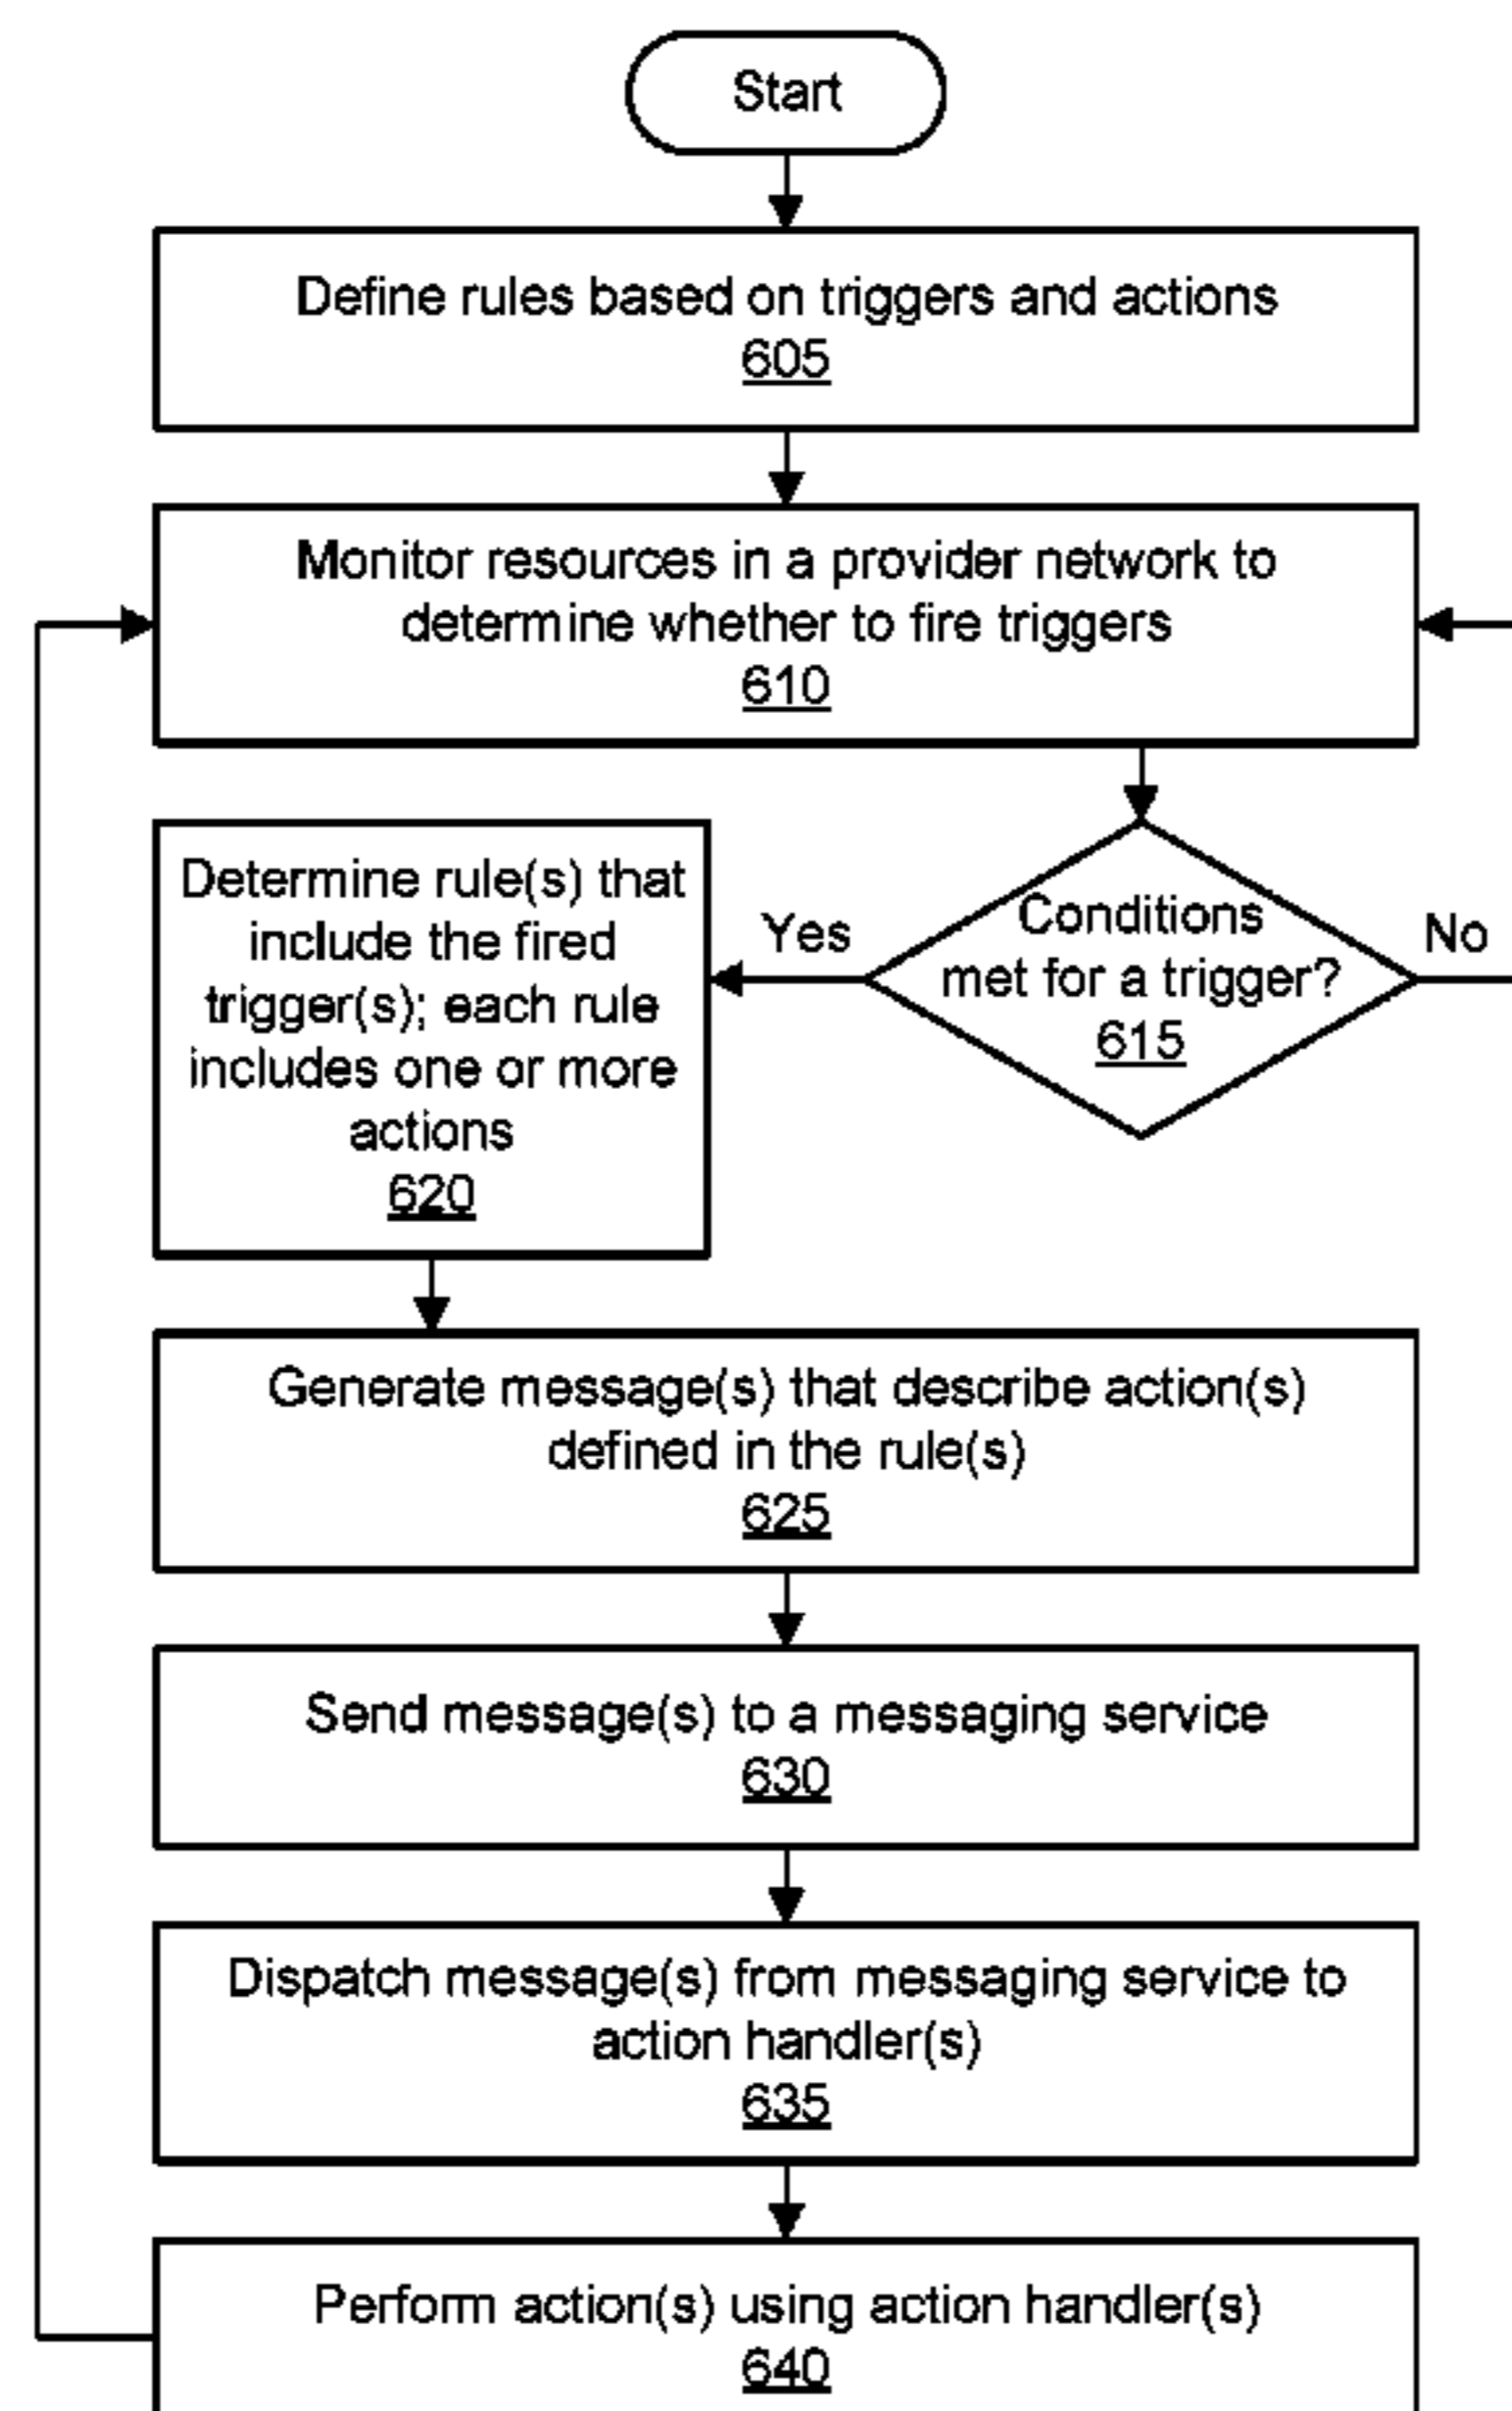 Start
Define rules based on triggers and actions
605
Monitor resources in a provider network to
determine whether to fire triggers
610
Conditions
met for a trigger?
615
Yes
No
Determine rule(s) that
include the fired
trigger(s); each rule
includes one or more
actions
620
Generate message(s) that describe action(s)
defined in the rule(s)
625
Send message(s) to a messaging service
630
Dispatch message(s) from messaging service to
action handler(s)
635
Perform action(s) using action handler(s)
640